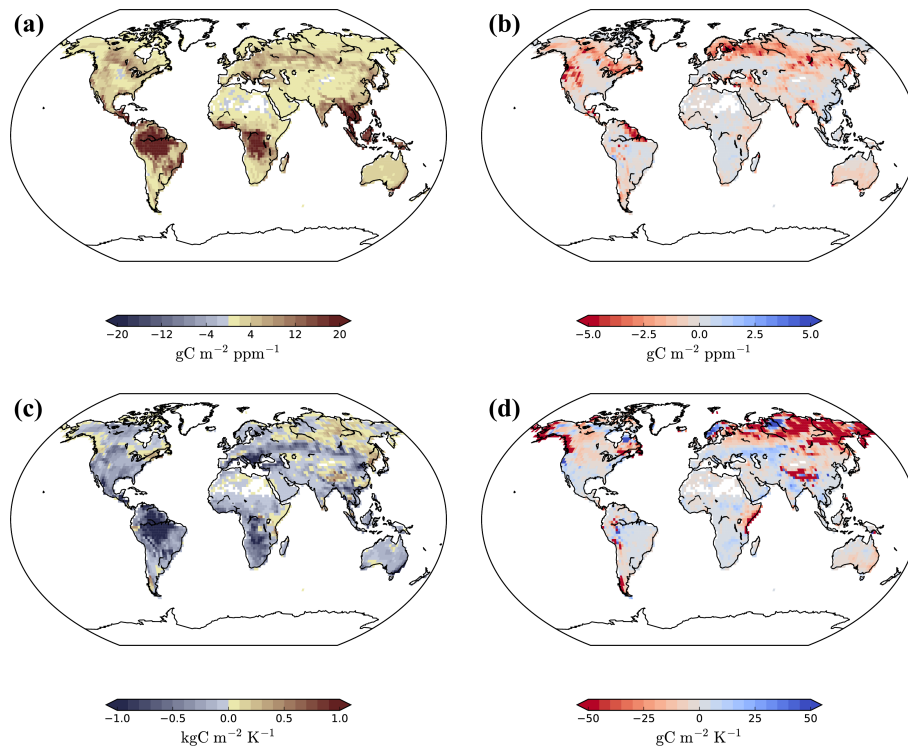 (a)
(b)
−20 −12 −4 4 12 20
gC m⁻² ppm⁻¹
−5.0 −2.5 0.0 2.5 5.0
gC m⁻² ppm⁻¹
(c)
(d)
−1.0 −0.5 0.0 0.5 1.0
kgC m⁻² K⁻¹
−50 −25 0 25 50
gC m⁻² K⁻¹